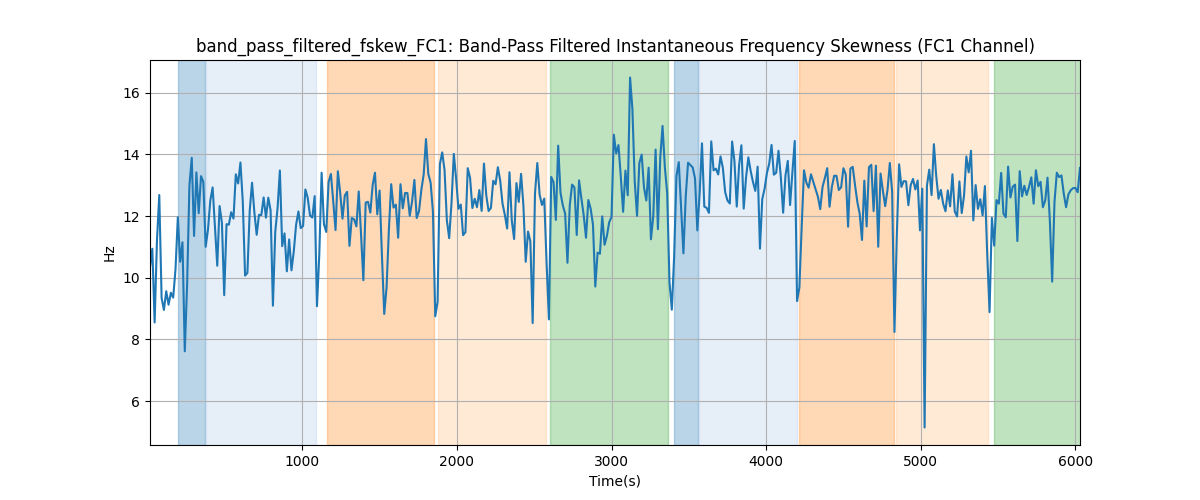 band_pass_filtered_fskew_FC1: Band-Pass Filtered Instantaneous Frequency Skewness (FC1 Channel)
16
14
12
10
8
6
Hz
1000 2000 3000 4000 5000 6000
Time(s)